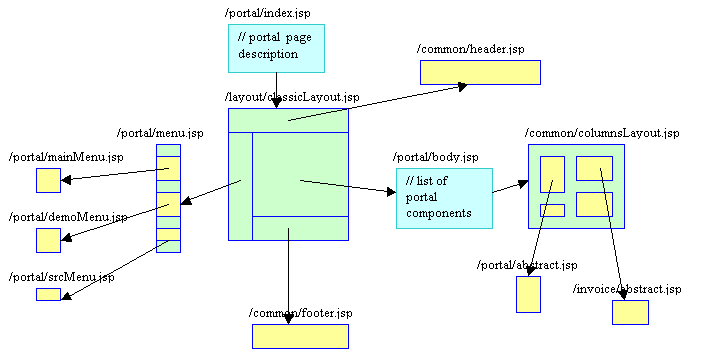 /portal/index.jsp
// portal page
description
/common/header.jsp
/layout/classicLayout.jsp
/portal/menu.jsp
/common/columnsLayout.jsp
/portal/mainMenu.jsp
/portal/body.jsp
// list of
portal
components
/portal/demoMenu.jsp
/portal/srcMenu.jsp
/portal/abstract.jsp
/invoice/abstract.jsp
/common/footer.jsp